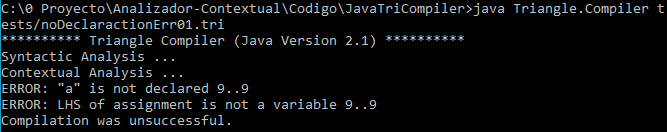 C:\0 Proyecto\Analizador-Contextual\Codigo\JavaTriCompiler>java Triangle.Compiler t
ests/noDeclaractionErr01.tri
********** Triangle Compiler (Java Version 2.1) **********
Syntactic Analysis ...
Contextual Analysis ...
ERROR: "a" is not declared 9..9
ERROR: LHS of assignment is not a variable 9..9
Compilation was unsuccessful.